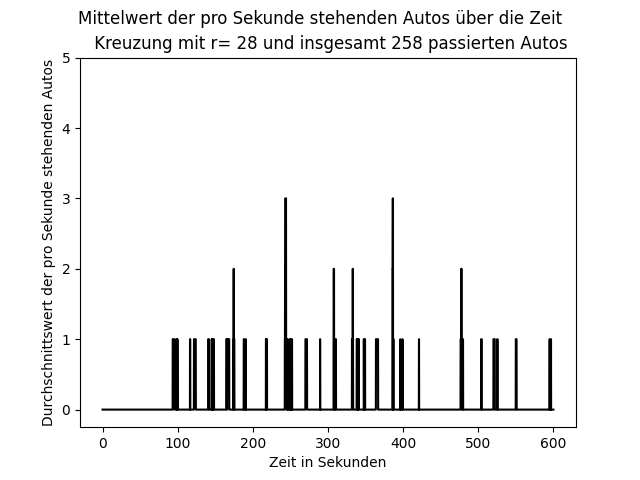 Mittelwert der pro Sekunde stehenden Autos über die Zeit
Kreuzung mit r= 28 und insgesamt 258 passierten Autos
Durchschnittswert der pro Sekunde stehenden Autos
5
4
3
2
1
0
0 100 200 300 400 500 600
Zeit in Sekunden